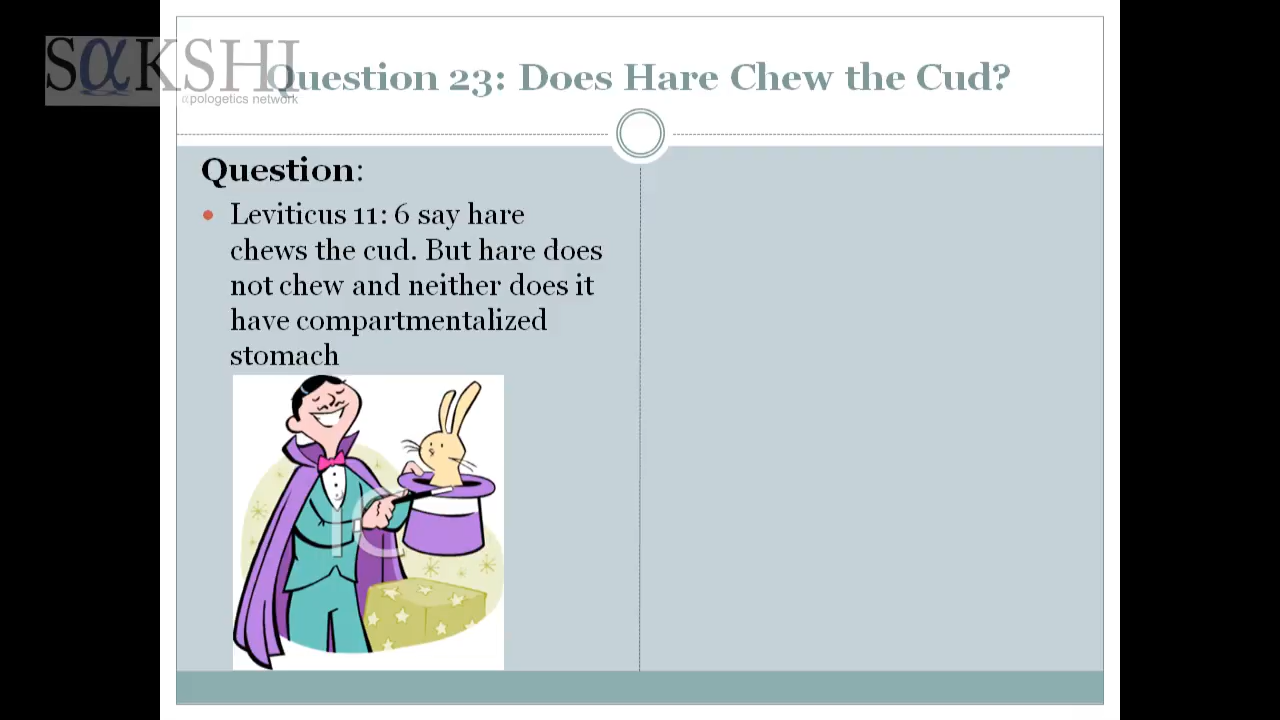 SαKSHI
αpologetics network
Question 23: Does Hare Chew the Cud?
Question:
Leviticus 11: 6 say hare
chews the cud. But hare does
not chew and neither does it
have compartmentalized
stomach